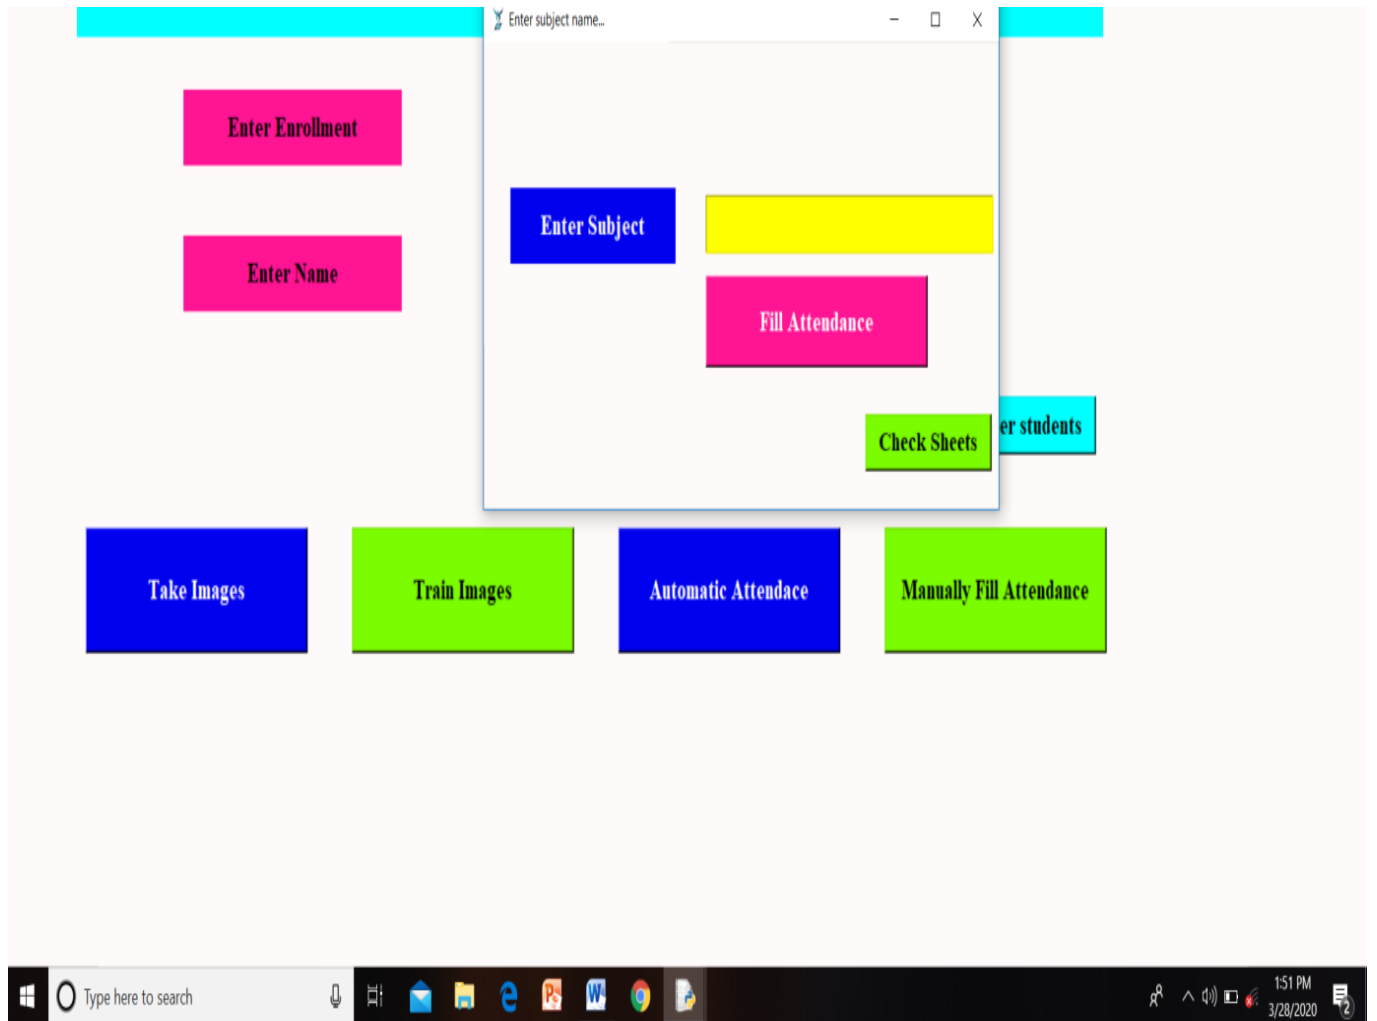 Enter subject name...
Enter Enrollment
Enter Subject
Enter Name
Fill Attendance
Check Sheets
er students
Take Images
Train Images
Automatic Attendace
Manually Fill Attendance
Type here to search
1:51 PM
3/28/2020
2